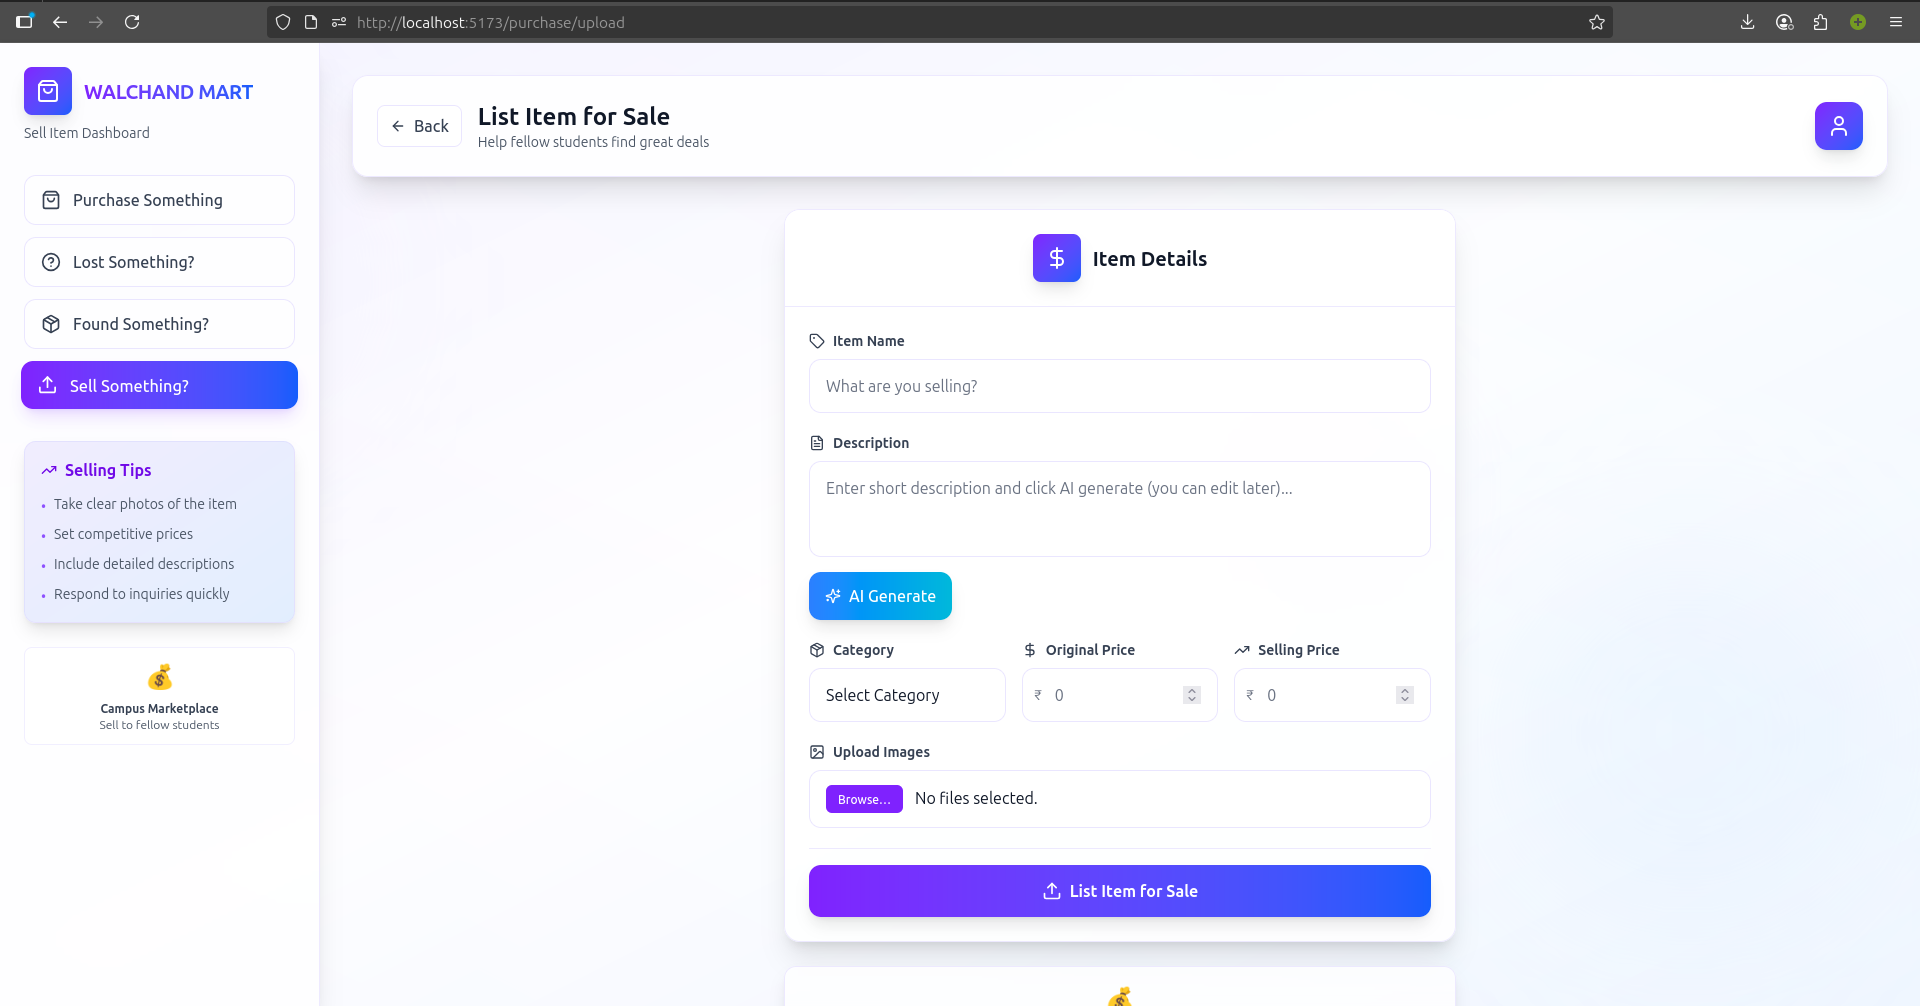 http://localhost:5173/purchase/upload
WALCHAND MART
Sell Item Dashboard
Purchase Something
Lost Something?
Found Something?
Sell Something?
Selling Tips
• Take clear photos of the item
• Set competitive prices
• Include detailed descriptions
• Respond to inquiries quickly
Campus Marketplace
Sell to fellow students
Back
List Item for Sale
Help fellow students find great deals
Item Details
Item Name
What are you selling?
Description
Enter short description and click AI generate (you can edit later)...
AI Generate
Category
Original Price
Selling Price
Select Category
₹ 0
₹ 0
Upload Images
Browse... No files selected.
List Item for Sale